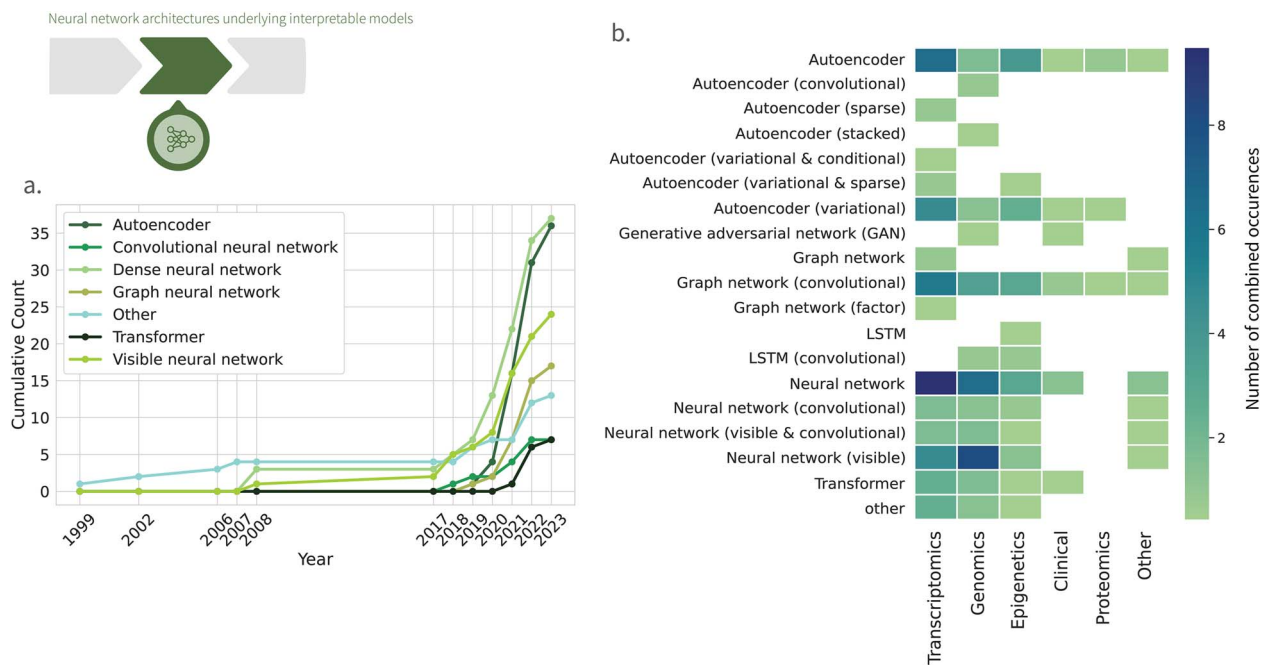 Neural network architectures underlying interpretable models
a.
Autoencoder
Convolutional neural network
Dense neural network
Graph neural network
Other
Transformer
Visible neural network
Cumulative Count
35
30
25
20
15
10
5
0
1999
2002
2006
2007
2008
2017
2018
2019
2020
2021
2022
2023
Year
b.
Autoencoder
Autoencoder (convolutional)
Autoencoder (sparse)
Autoencoder (stacked)
Autoencoder (variational & conditional)
Autoencoder (variational & sparse)
Autoencoder (variational)
Generative adversarial network (GAN)
Graph network
Graph network (convolutional)
Graph network (factor)
LSTM
LSTM (convolutional)
Neural network
Neural network (convolutional)
Neural network (visible & convolutional)
Neural network (visible)
Transformer
other
Transcriptomics
Genomics
Epigenetics
Clinical
Proteomics
Other
8
6
4
2
Number of combined occurences